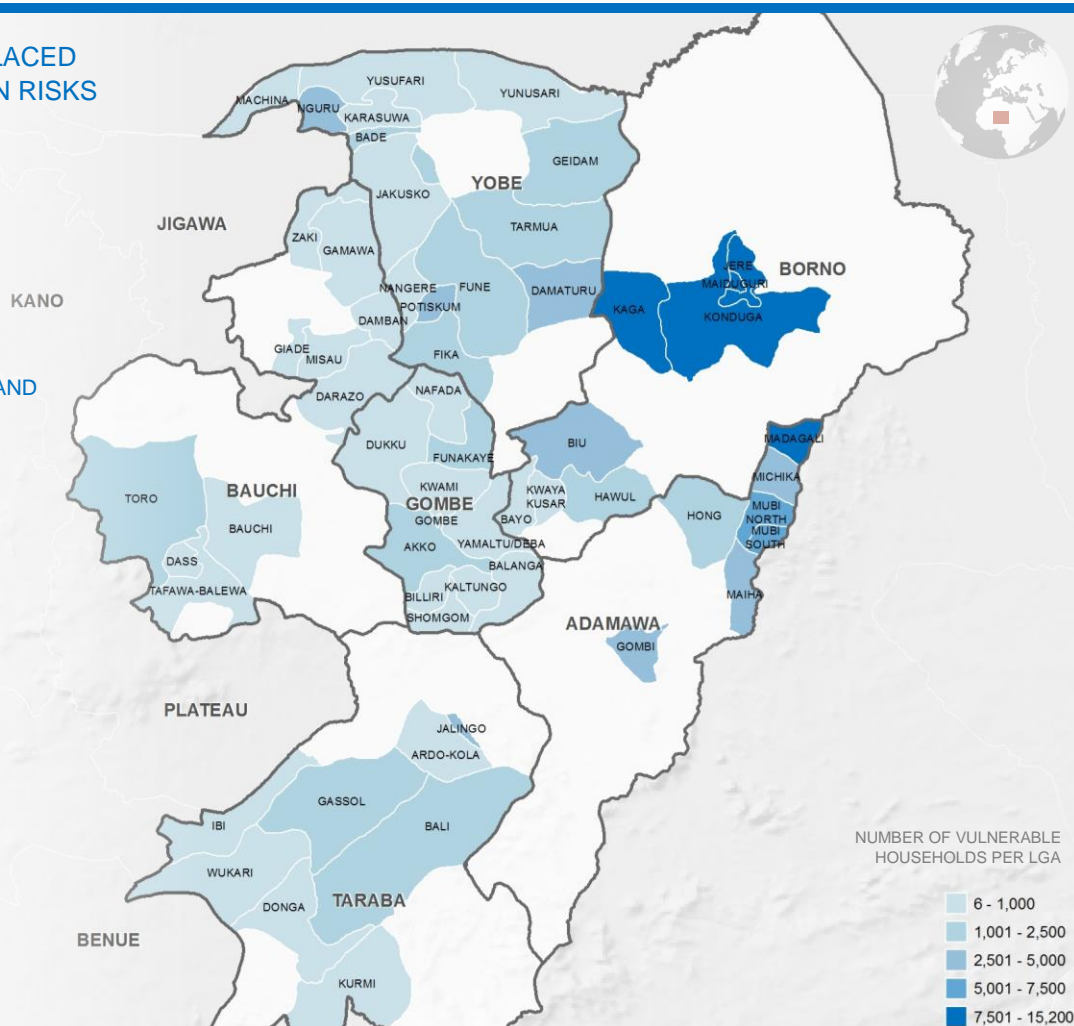 LACED
N RISKS
AND
YUSUFARI
YUNUSARI
MACHINA
NGURU
KARASUWA
BADE
GEIDAM
YOBE
JAKUSKO
TARMUA
JIGAWA
ZAKI
GAMAWA
BORNO
JERE
MAIDUGURI
NANGERE
FUNE
DAMATURU
KANO
POTISKUM
KAGA
KONDUGA
DAMBAN
GIADE
MISAU
FIKA
DARAZO
NAFADA
DUKKU
BIU
MADAGALI
FUNAKAYE
MICHIKA
KWAMI
KWAYA
KUSAR
HAWUL
TORO
BAUCHI
GOMBE
GOMBE
BAYO
HONG
MUBI
NORTH
BAUCHI
MUBI
SOUTH
AKKO
YAMALTU/DEBA
DASS
BALANGA
KALTUNGO
TAFAWA-BALEWA
BILLIRI
MAIHA
SHOMGOM
ADAMAWA
GOMBI
PLATEAU
JALINGO
ARDO-KOLA
GASSOL
IBI
BALI
WUKARI
TARABA
DONGA
BENUE
KURMI
NUMBER OF VULNERABLE
HOUSEHOLDS PER LGA
6 - 1,000
1,001 - 2,500
2,501 - 5,000
5,001 - 7,500
7,501 - 15,200